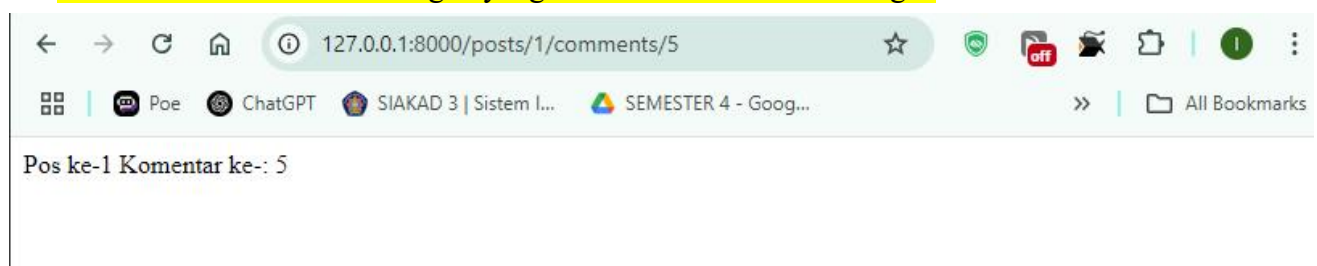 127.0.0.1:8000/posts/1/comments/5
off
I
Poe
ChatGPT
SIAKAD 3 | Sistem I...
SEMESTER 4 - Goog...
»
All Bookmarks
Pos ke-1 Komentar ke-: 5